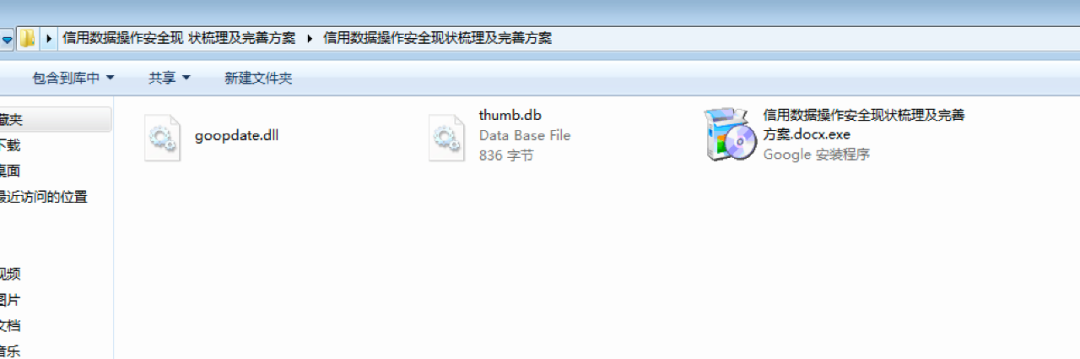 信用数据操作安全现 状梳理及完善方案 信用数据操作安全现状梳理及完善方案
包含到库中 共享 新建文件夹
藏夹
下载
桌面
最近访问的位置
视频
图片
文档
音乐
goopdate.dll
thumb.db
Data Base File
836 字节
信用数据操作安全现状梳理及完善
方案.docx.exe
Google 安装程序